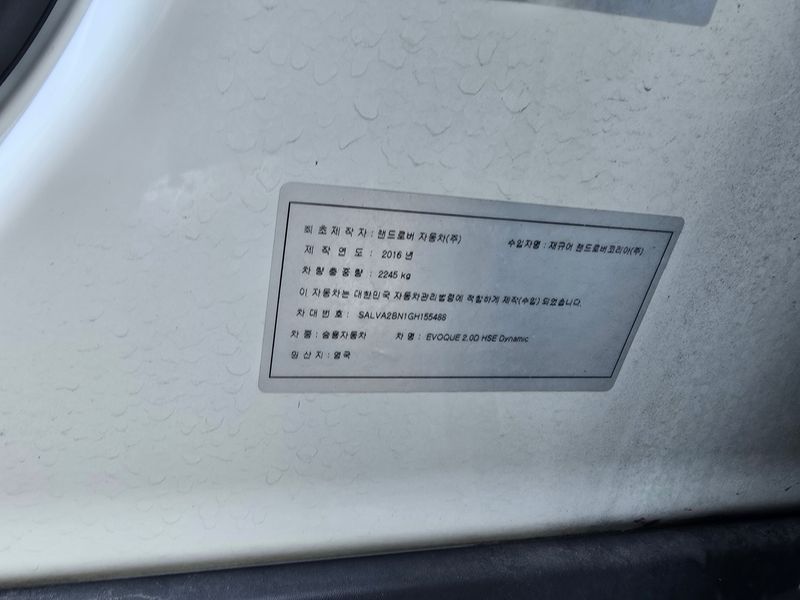 최초제작자 : 랜드로버 자동차(주) 수입자명 : 재규어 랜드로버코리아(주)
제 작 연 도 : 2016 년
차 량 총 중 량 : 2245 kg
이 자동차는 대한민국 자동차관리법령에 적합하게 제작(수입) 되었습니다.
차 대 번 호 : SALVA2BN1GH155468
차 종 : 승용자동차 차 명 : EVOQUE 2.0D HSE Dynamic
원 산 지 : 영국